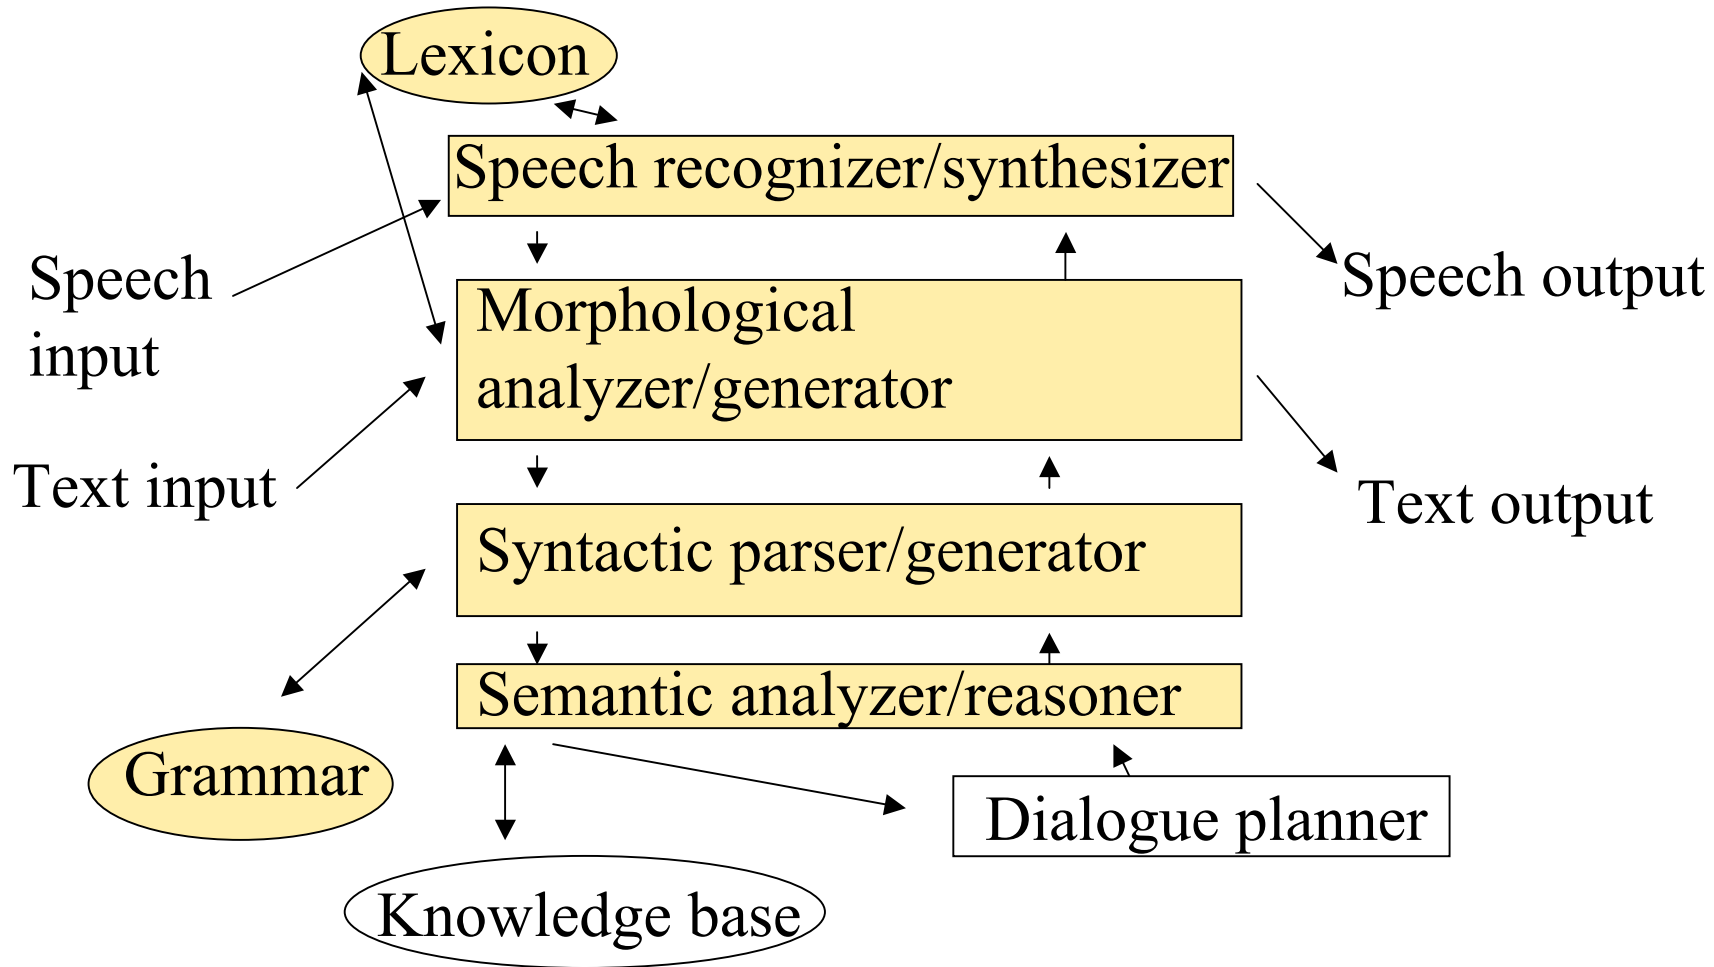 Lexicon
Speech recognizer/synthesizer
Speech
input
Speech output
Morphological
analyzer/generator
Text input
Text output
Syntactic parser/generator
Semantic analyzer/reasoner
Grammar
Dialogue planner
Knowledge base